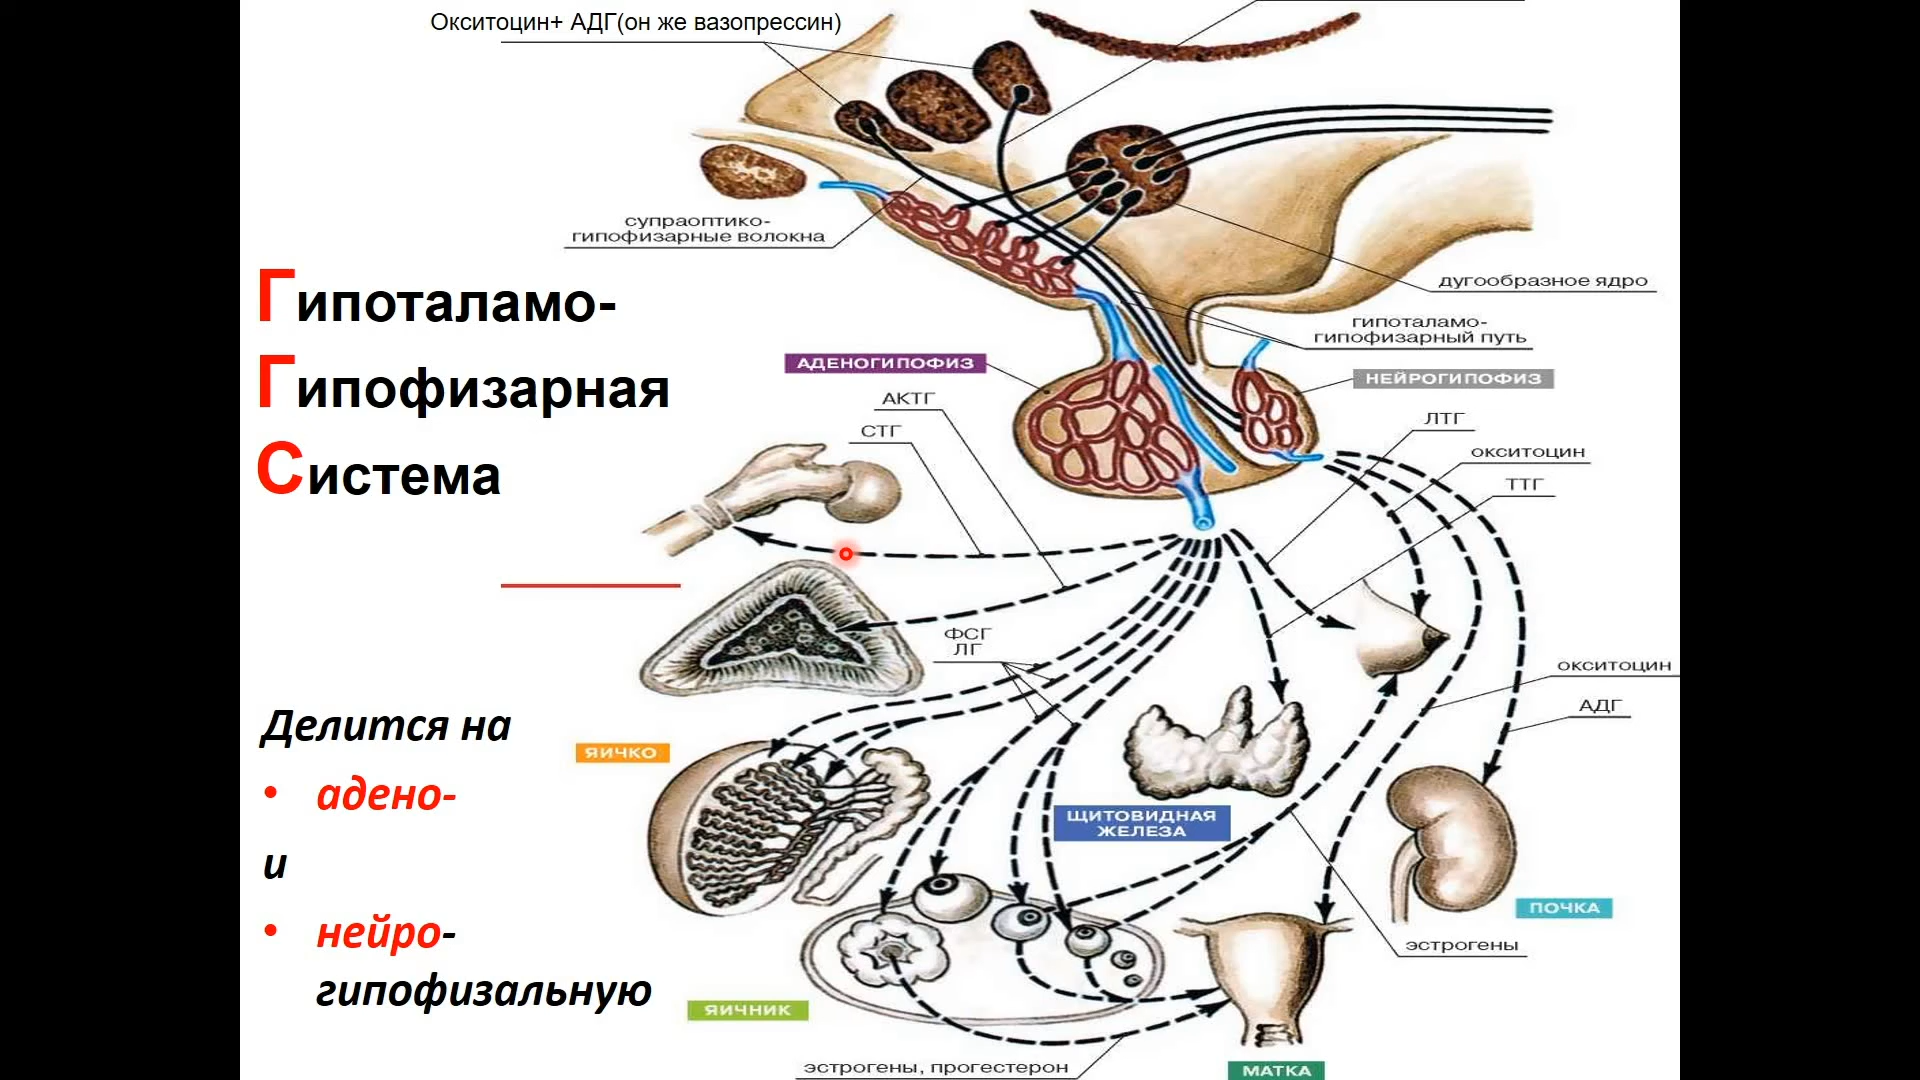 Окситоцин+ АДГ(он же вазопрессин)
супраоптико-
гипофизарные волокна
дугообразное ядро
гипоталамо-
гипофизарный путь
Гипоталамо-
Гипофизарная
Система
АДЕНОГИПОФИЗ
НЕЙРОГИПОФИЗ
АКТГ
СТГ
ЛТГ
ОКСИТОЦИН
ТТГ
ФСГ
ЛГ
ОКСИТОЦИН
АДГ
Делится на
• адено-
и
• нейро-
гипофизальную
ЯИЧКО
ЩИТОВИДНАЯ
ЖЕЛЕЗА
ПОЧКА
эстрогены
ЯИЧНИК
эстрогены, прогестерон
МАТКА